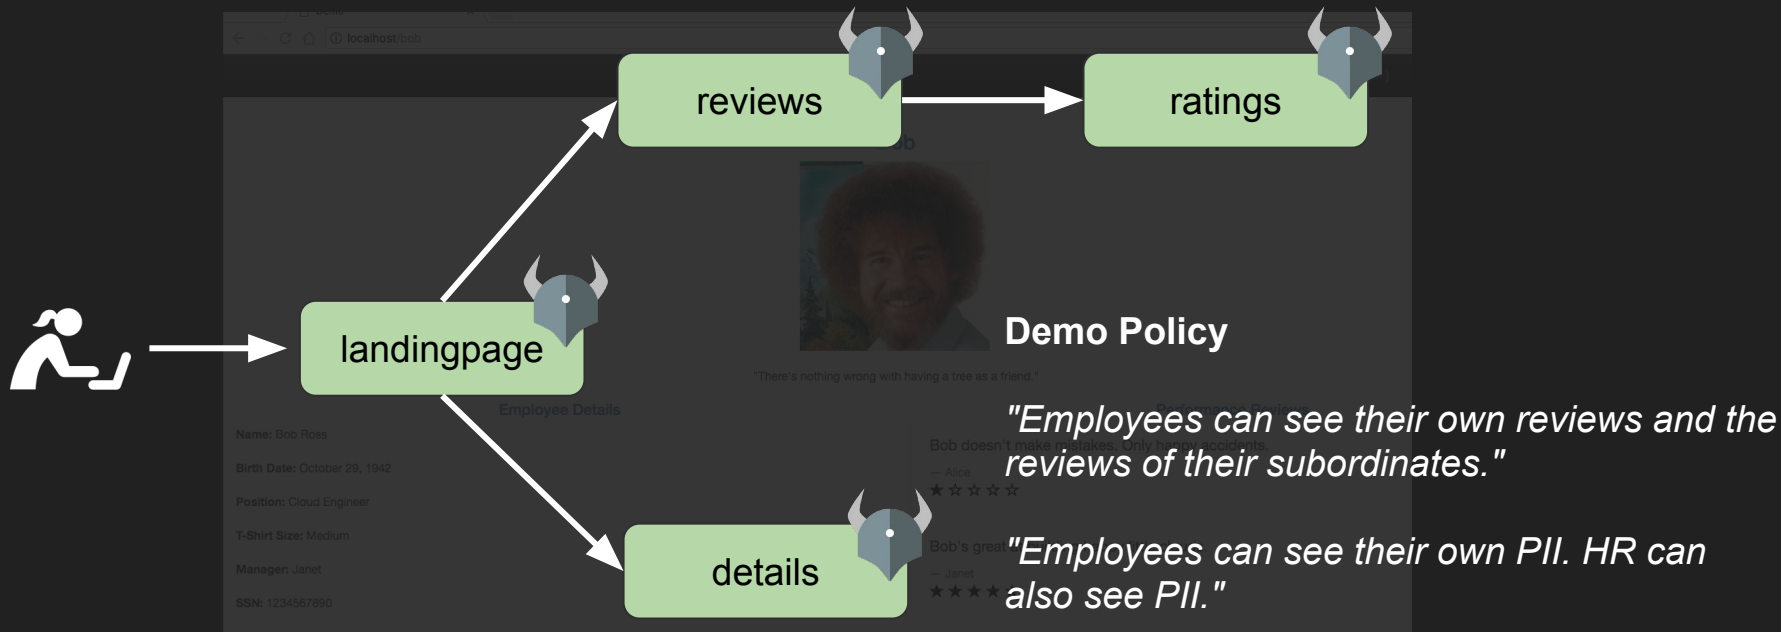 localhost/bob
reviews
ratings
landingpage
details
Demo Policy
"Employees can see their own reviews and the
reviews of their subordinates."
"Employees can see their own PII. HR can
also see PII."
"There's nothing wrong with having a tree as a friend."
Employee Details
Name: Bob Ross
Birth Date: October 29, 1942
Position: Cloud Engineer
T-Shirt Size: Medium
Manager: Janet
SSN: 1234567890
Bob doesn't make mistakes. Only happy accidents.
— Alice
Bob's great
— Janet